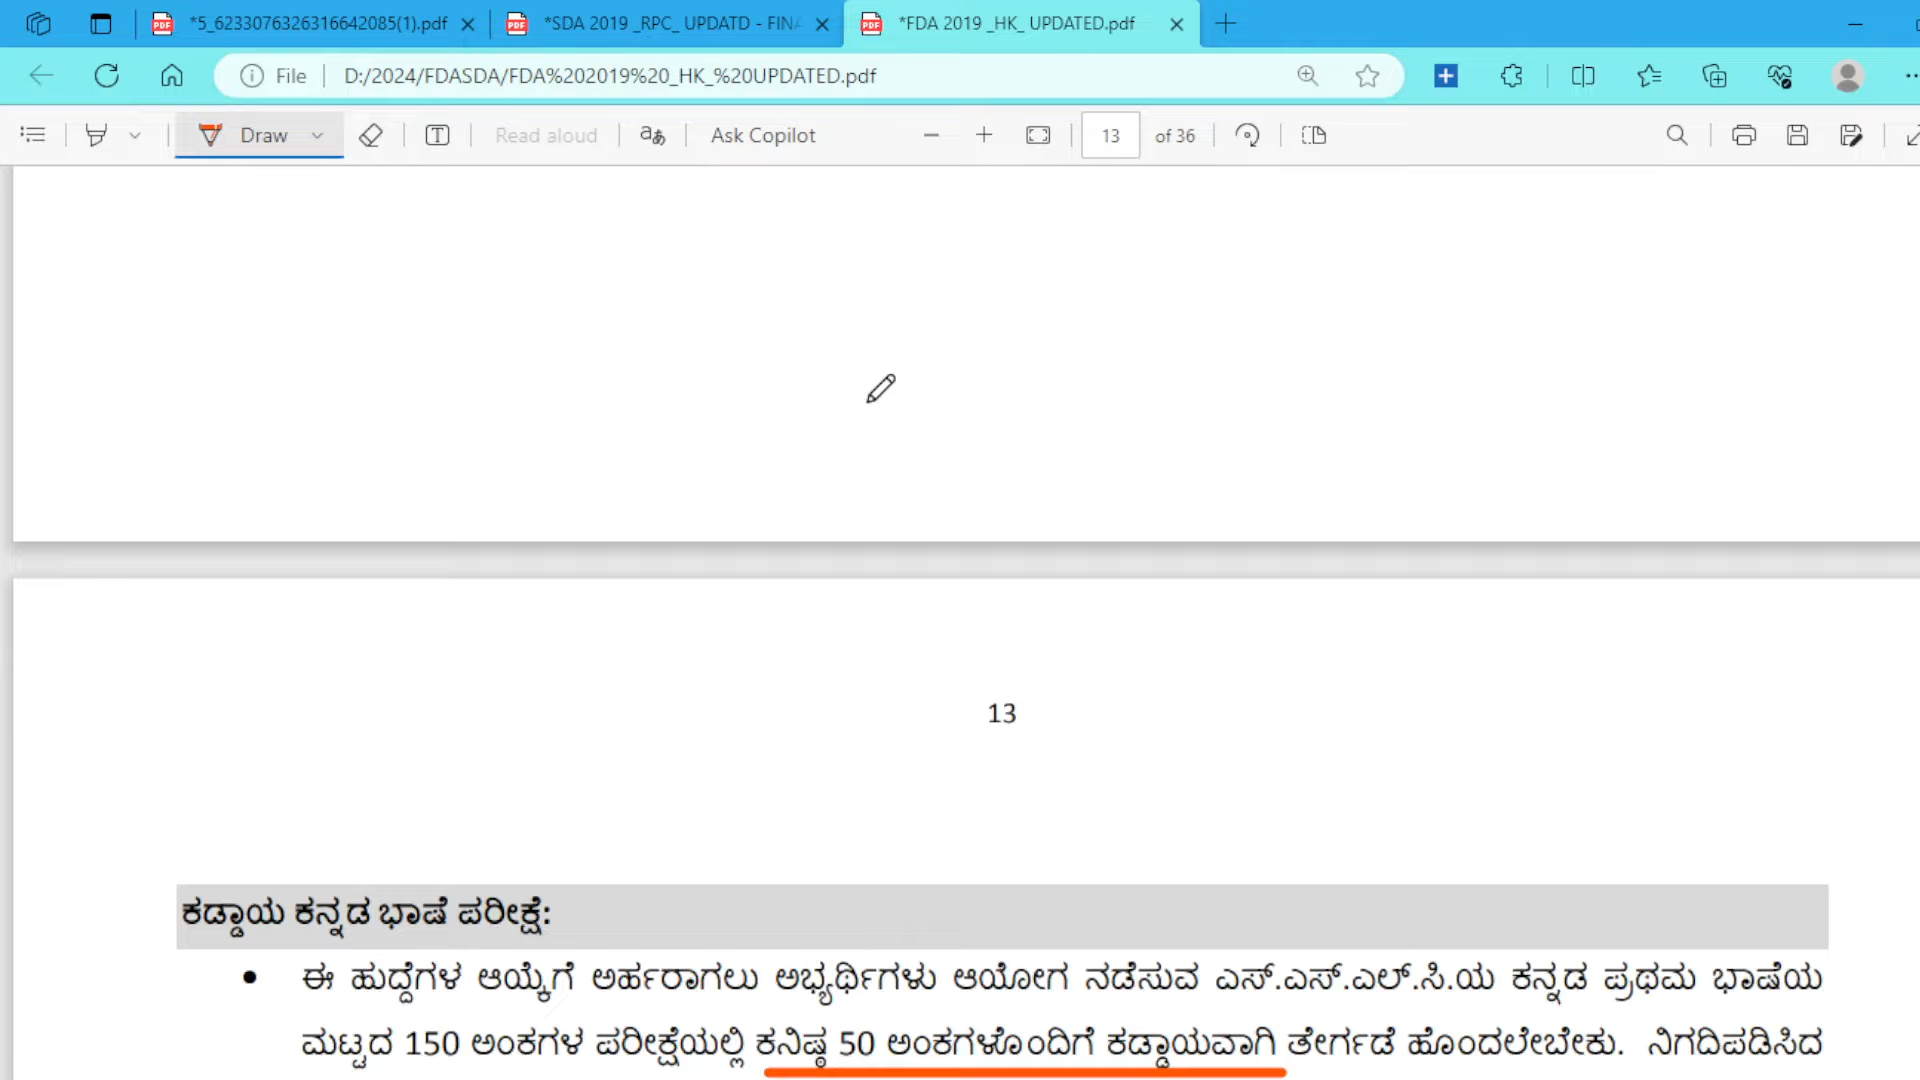 *5_6233076326316642085(1).pdf
*SDA 2019 _RPC_ UPDATD - FINA
*FDA 2019 _HK_ UPDATED.pdf
File D:/2024/FDASDA/FDA%202019%20_HK_%20UPDATED.pdf
Draw Read aloud aあ Ask Copilot 13 of 36
13
ಕಡ್ಡಾಯ ಕನ್ನಡ ಭಾಷೆ ಪರೀಕ್ಷೆ:
• ಈ ಹುದ್ದೆಗಳ ಆಯ್ಕೆಗೆ ಅರ್ಹರಾಗಲು ಅಭ್ಯರ್ಥಿಗಳು ಆಯೋಗ ನಡೆಸುವ ಎಸ್.ಎಸ್.ಎಲ್.ಸಿ.ಯ ಕನ್ನಡ ಪ್ರಥಮ ಭಾಷೆಯ
ಮಟ್ಟದ 150 ಅಂಕಗಳ ಪರೀಕ್ಷೆಯಲ್ಲಿ ಕನಿಷ್ಠ 50 ಅಂಕಗಳೊಂದಿಗೆ ಕಡ್ಡಾಯವಾಗಿ ತೇರ್ಗಡೆ ಹೊಂದಲೇಬೇಕು. ನಿಗದಿಪಡಿಸಿದ